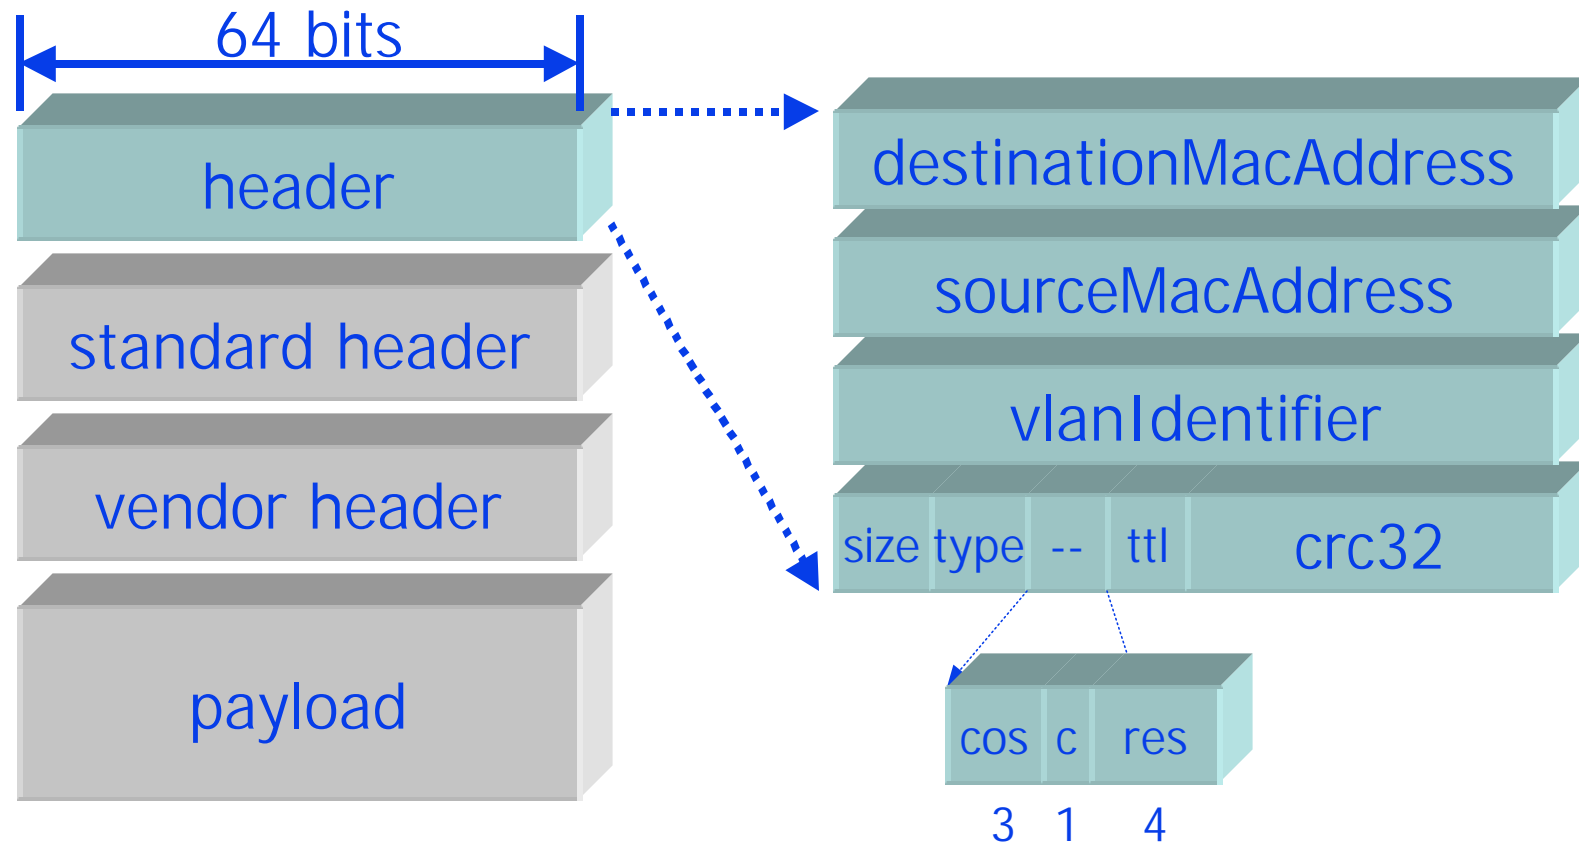 64 bits
header
standard header
vendor header
payload
destinationMacAddress
sourceMacAddress
vlanIdentifier
size type -- ttl crc32
cos c res
3 1 4